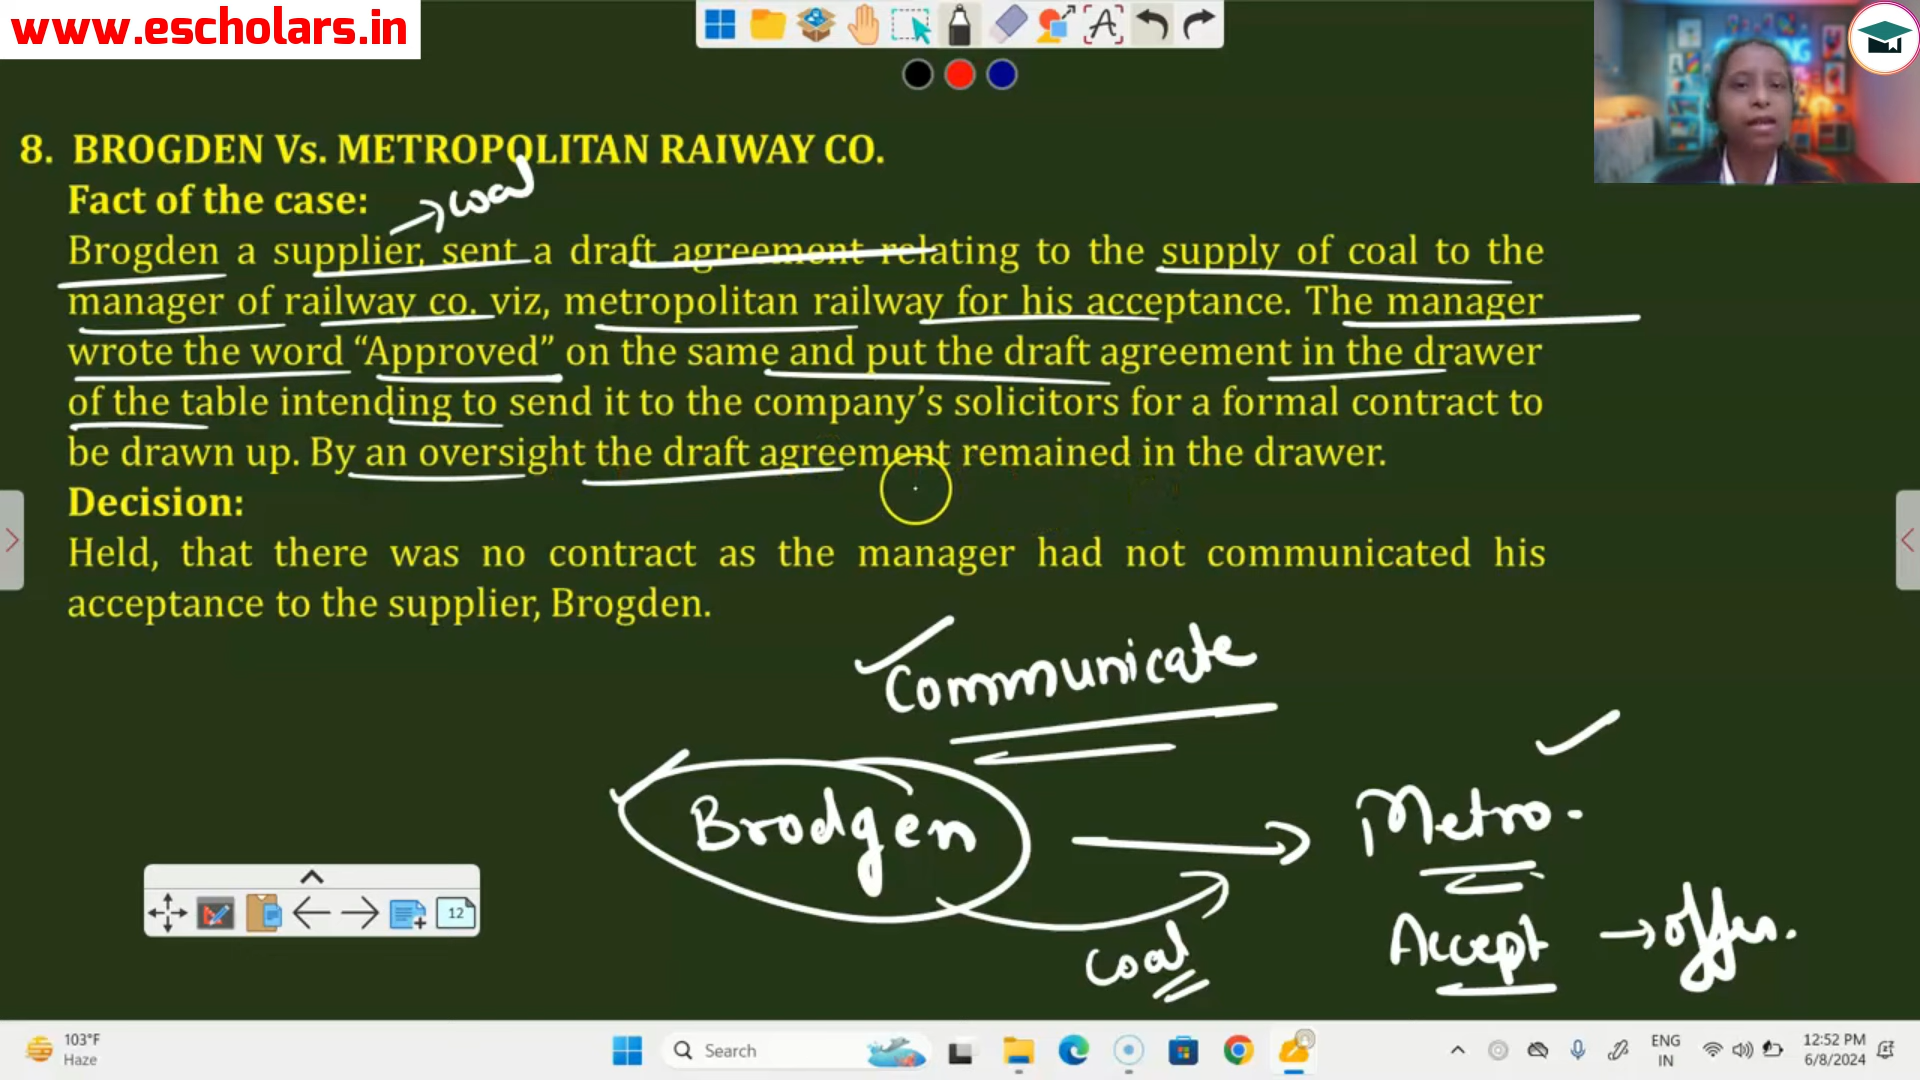 www.escholars.in
8. BROGDEN Vs. METROPOLITAN RAIWAY CO.
Fact of the case:
→ coal
Brogden a supplier, sent a draft agreement relating to the supply of coal to the
manager of railway co. viz, metropolitan railway for his acceptance. The manager
wrote the word “Approved” on the same and put the draft agreement in the drawer
of the table intending to send it to the company’s solicitors for a formal contract to
be drawn up. By an oversight the draft agreement remained in the drawer.
Decision:
Held, that there was no contract as the manager had not communicated his
acceptance to the supplier, Brogden.
Communicate
Brodgen → Metro.
coal
Accept → offer.
12
103°F
Haze
Search
ENG
IN
12:52 PM
6/8/2024